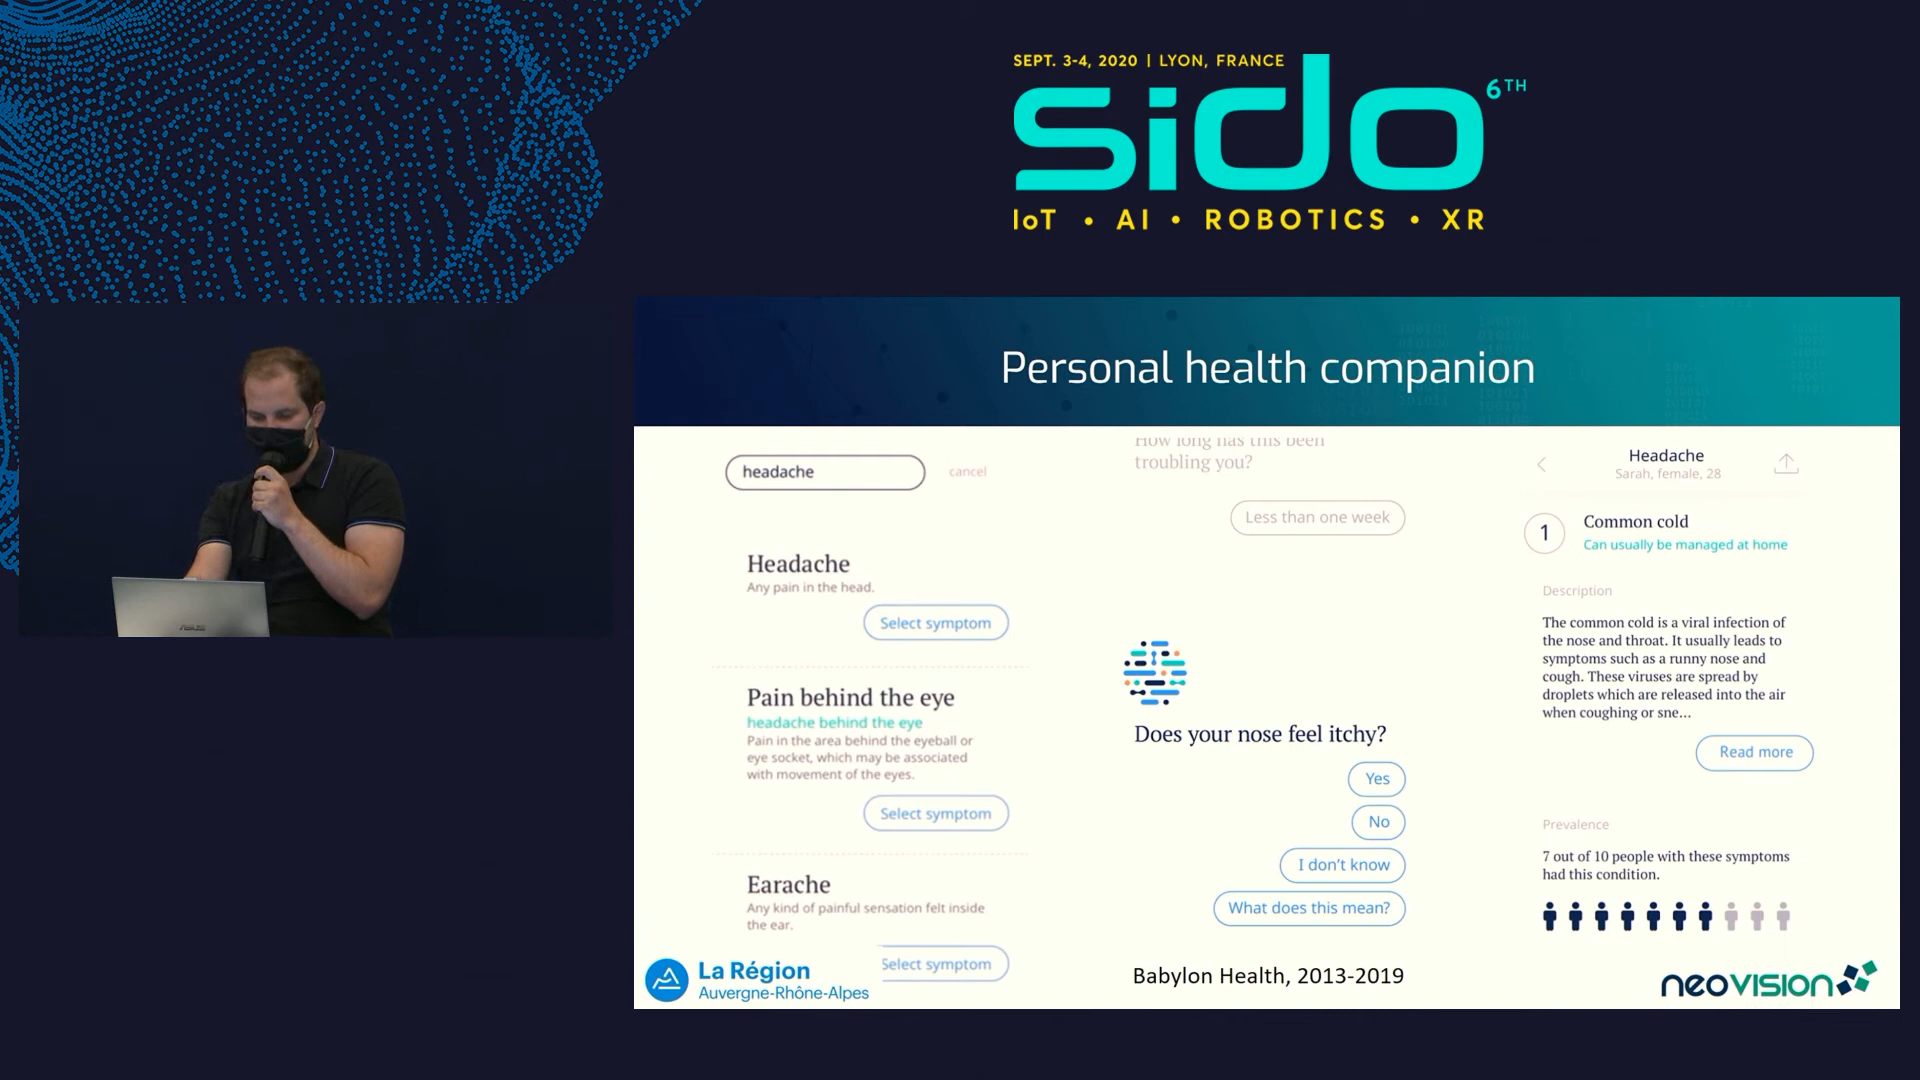 SEPT. 3-4, 2020 | LYON, FRANCE
sido 6TH
IoT • AI • ROBOTICS • XR
Personal health companion
headache
cancel
Headache
Any pain in the head.
Select symptom
Pain behind the eye
headache behind the eye
Pain in the area behind the eyeball or
eye socket, which may be associated
with movement of the eyes.
Select symptom
Earache
Any kind of painful sensation felt inside
the ear.
Select symptom
How long has this been
troubling you?
Less than one week
Does your nose feel itchy?
Yes
No
I don't know
What does this mean?
Headache
Sarah, female, 28
1
Common cold
Can usually be managed at home
Description
The common cold is a viral infection of
the nose and throat. It usually leads to
symptoms such as a runny nose and
cough. These viruses are spread by
droplets which are released into the air
when coughing or sne...
Read more
Prevalence
7 out of 10 people with these symptoms
had this condition.
La Région
Auvergne-Rhône-Alpes
Babylon Health, 2013-2019
neovision
ASUS